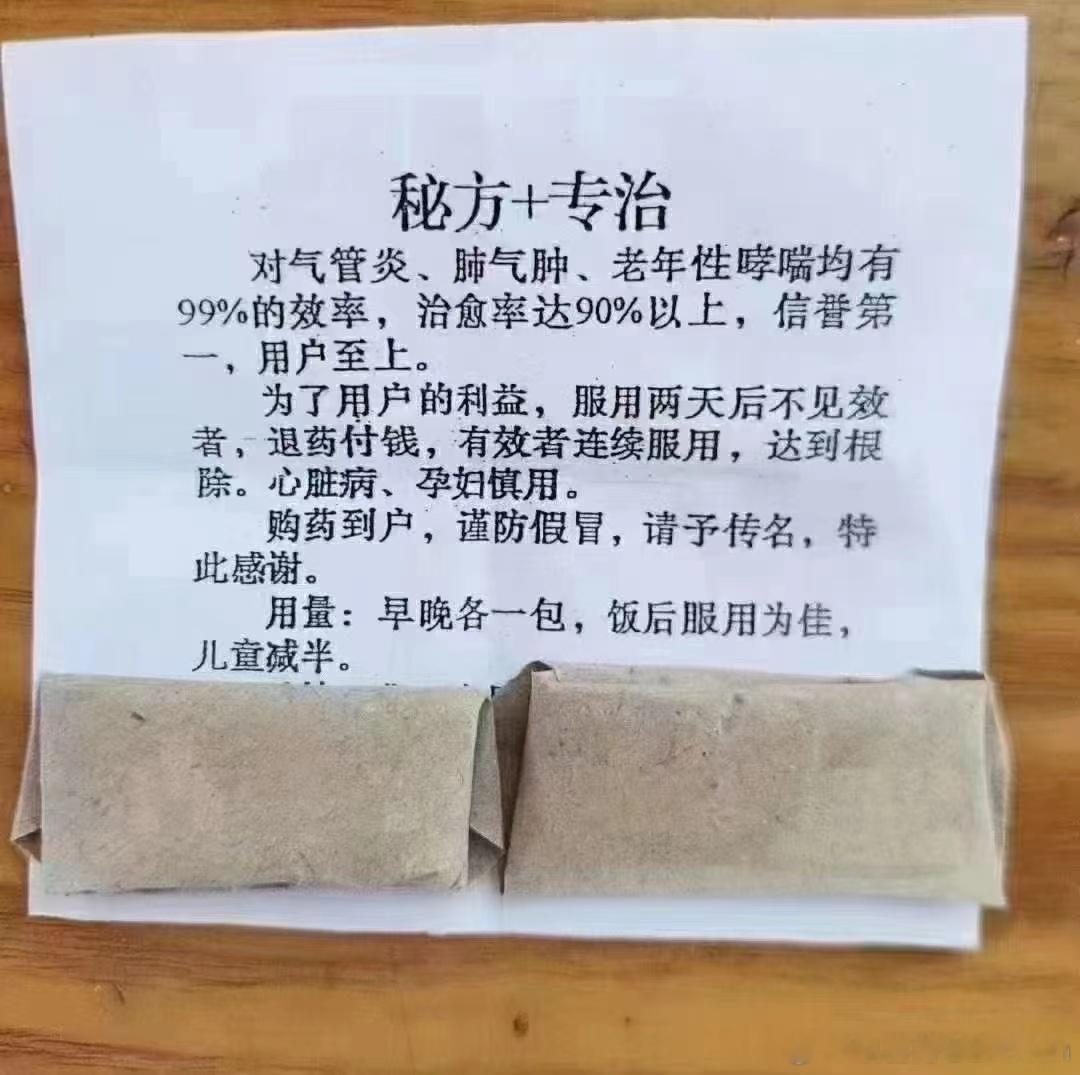 秘方+专治
对气管炎、肺气肿、老年性哮喘均有
99%的效率，治愈率达90%以上，信誉第
一，用户至上。
为了用户的利益，服用两天后不见效
者，退药付钱，有效者连续服用，达到根
除。心脏病、孕妇慎用。
购药到户，谨防假冒，请予传名，特
此感谢。
用量：早晚各一包，饭后服用为佳，
儿童减半。